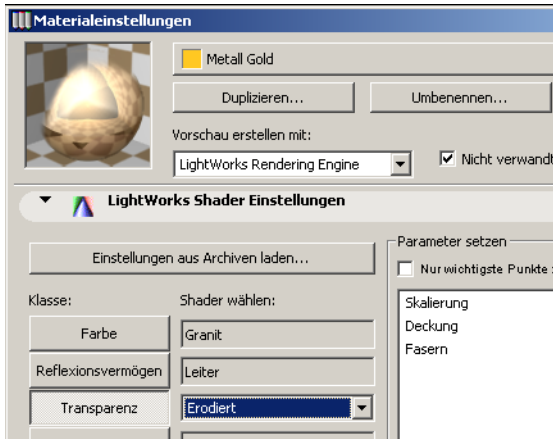 Materialeinstellungen
Metall Gold
Duplizieren... Umbenennen...
Vorschau erstellen mit:
LightWorks Rendering Engine Nicht verwandt
LightWorks Shader Einstellungen
Einstellungen aus Archiven laden...
Parameter setzen
Nur wichtigste Punkte
Klasse: Shader wählen:
Skalierung
Deckung
Fasern
Farbe Granit
Reflexionsvermögen Leiter
Transparenz Erodiert